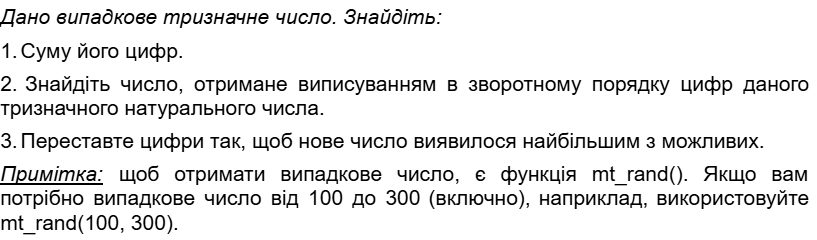 Дано випадкове тризначне число. Знайдіть:
1. Суму його цифр.
2. Знайдіть число, отримане виписуванням в зворотному порядку цифр даного
тризначного натурального числа.
3. Переставте цифри так, щоб нове число виявилося найбільшим з можливих.
Примітка: щоб отримати випадкове число, є функція mt_rand(). Якщо вам
потрібно випадкове число від 100 до 300 (включно), наприклад, використовуйте
mt_rand(100, 300).